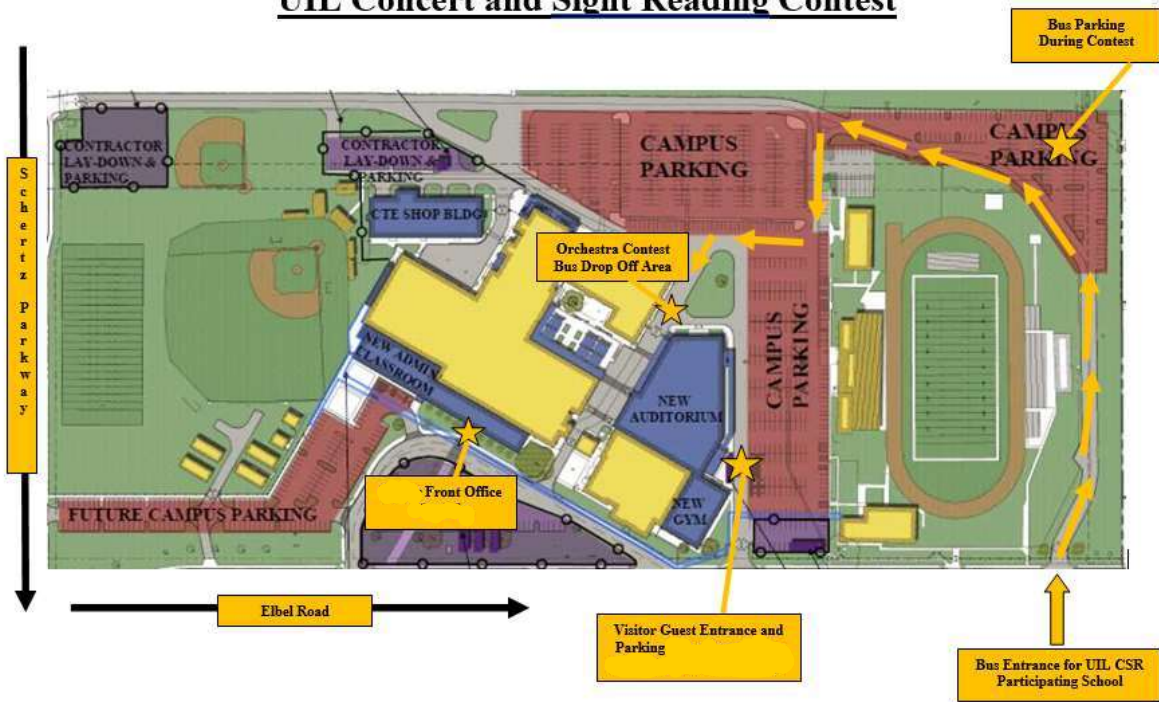 UIL Concert and Sight Reading Contest
Bus Parking
During Contest
Schertz Parkway
CONTRACTOR
LAY-DOWN &
PARKING
CONTRACTOR
LAY-DOWN &
PARKING
CAMPUS
PARKING
CAMPUS
PARKING
CTE SHOP BLDG
Orchestra Contest
Bus Drop Off Area
NEW ADMIN
CLASSROOM
CAMPUS
PARKING
NEW
AUDITORIUM
Front Office
NEW
GYM
FUTURE CAMPUS PARKING
Elbel Road
Visitor Guest Entrance and
Parking
Bus Entrance for UIL CSR
Participating School